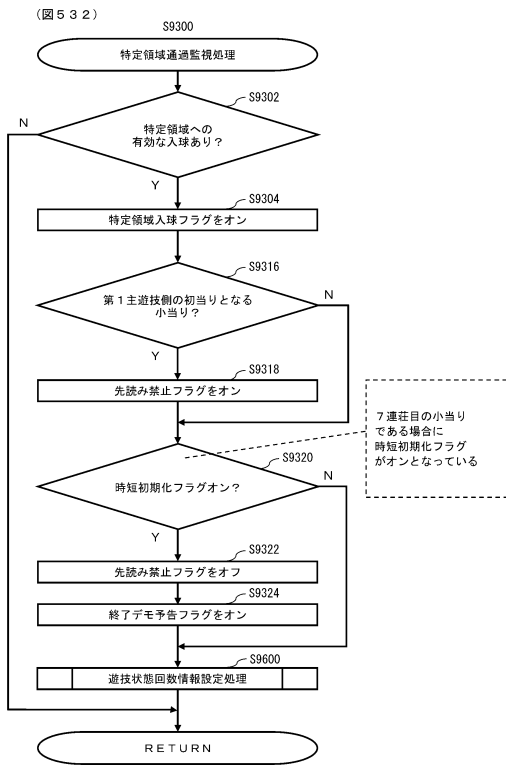 （図５３２）
S9300
特定領域通過監視処理
S9302
特定領域への
有効な入球あり？
N
Y
S9304
特定領域入球フラグをオン
S9316
第１主遊技側の初当りとなる
小当り？
N
Y
S9318
先読み禁止フラグをオン
７連荘目の小当り
である場合に
時短初期化フラグ
がオンとなっている
S9320
時短初期化フラグオン？
N
Y
S9322
先読み禁止フラグをオフ
S9324
終了デモ予告フラグをオン
S9600
遊技状態回数情報設定処理
ＲＥＴＵＲＮ